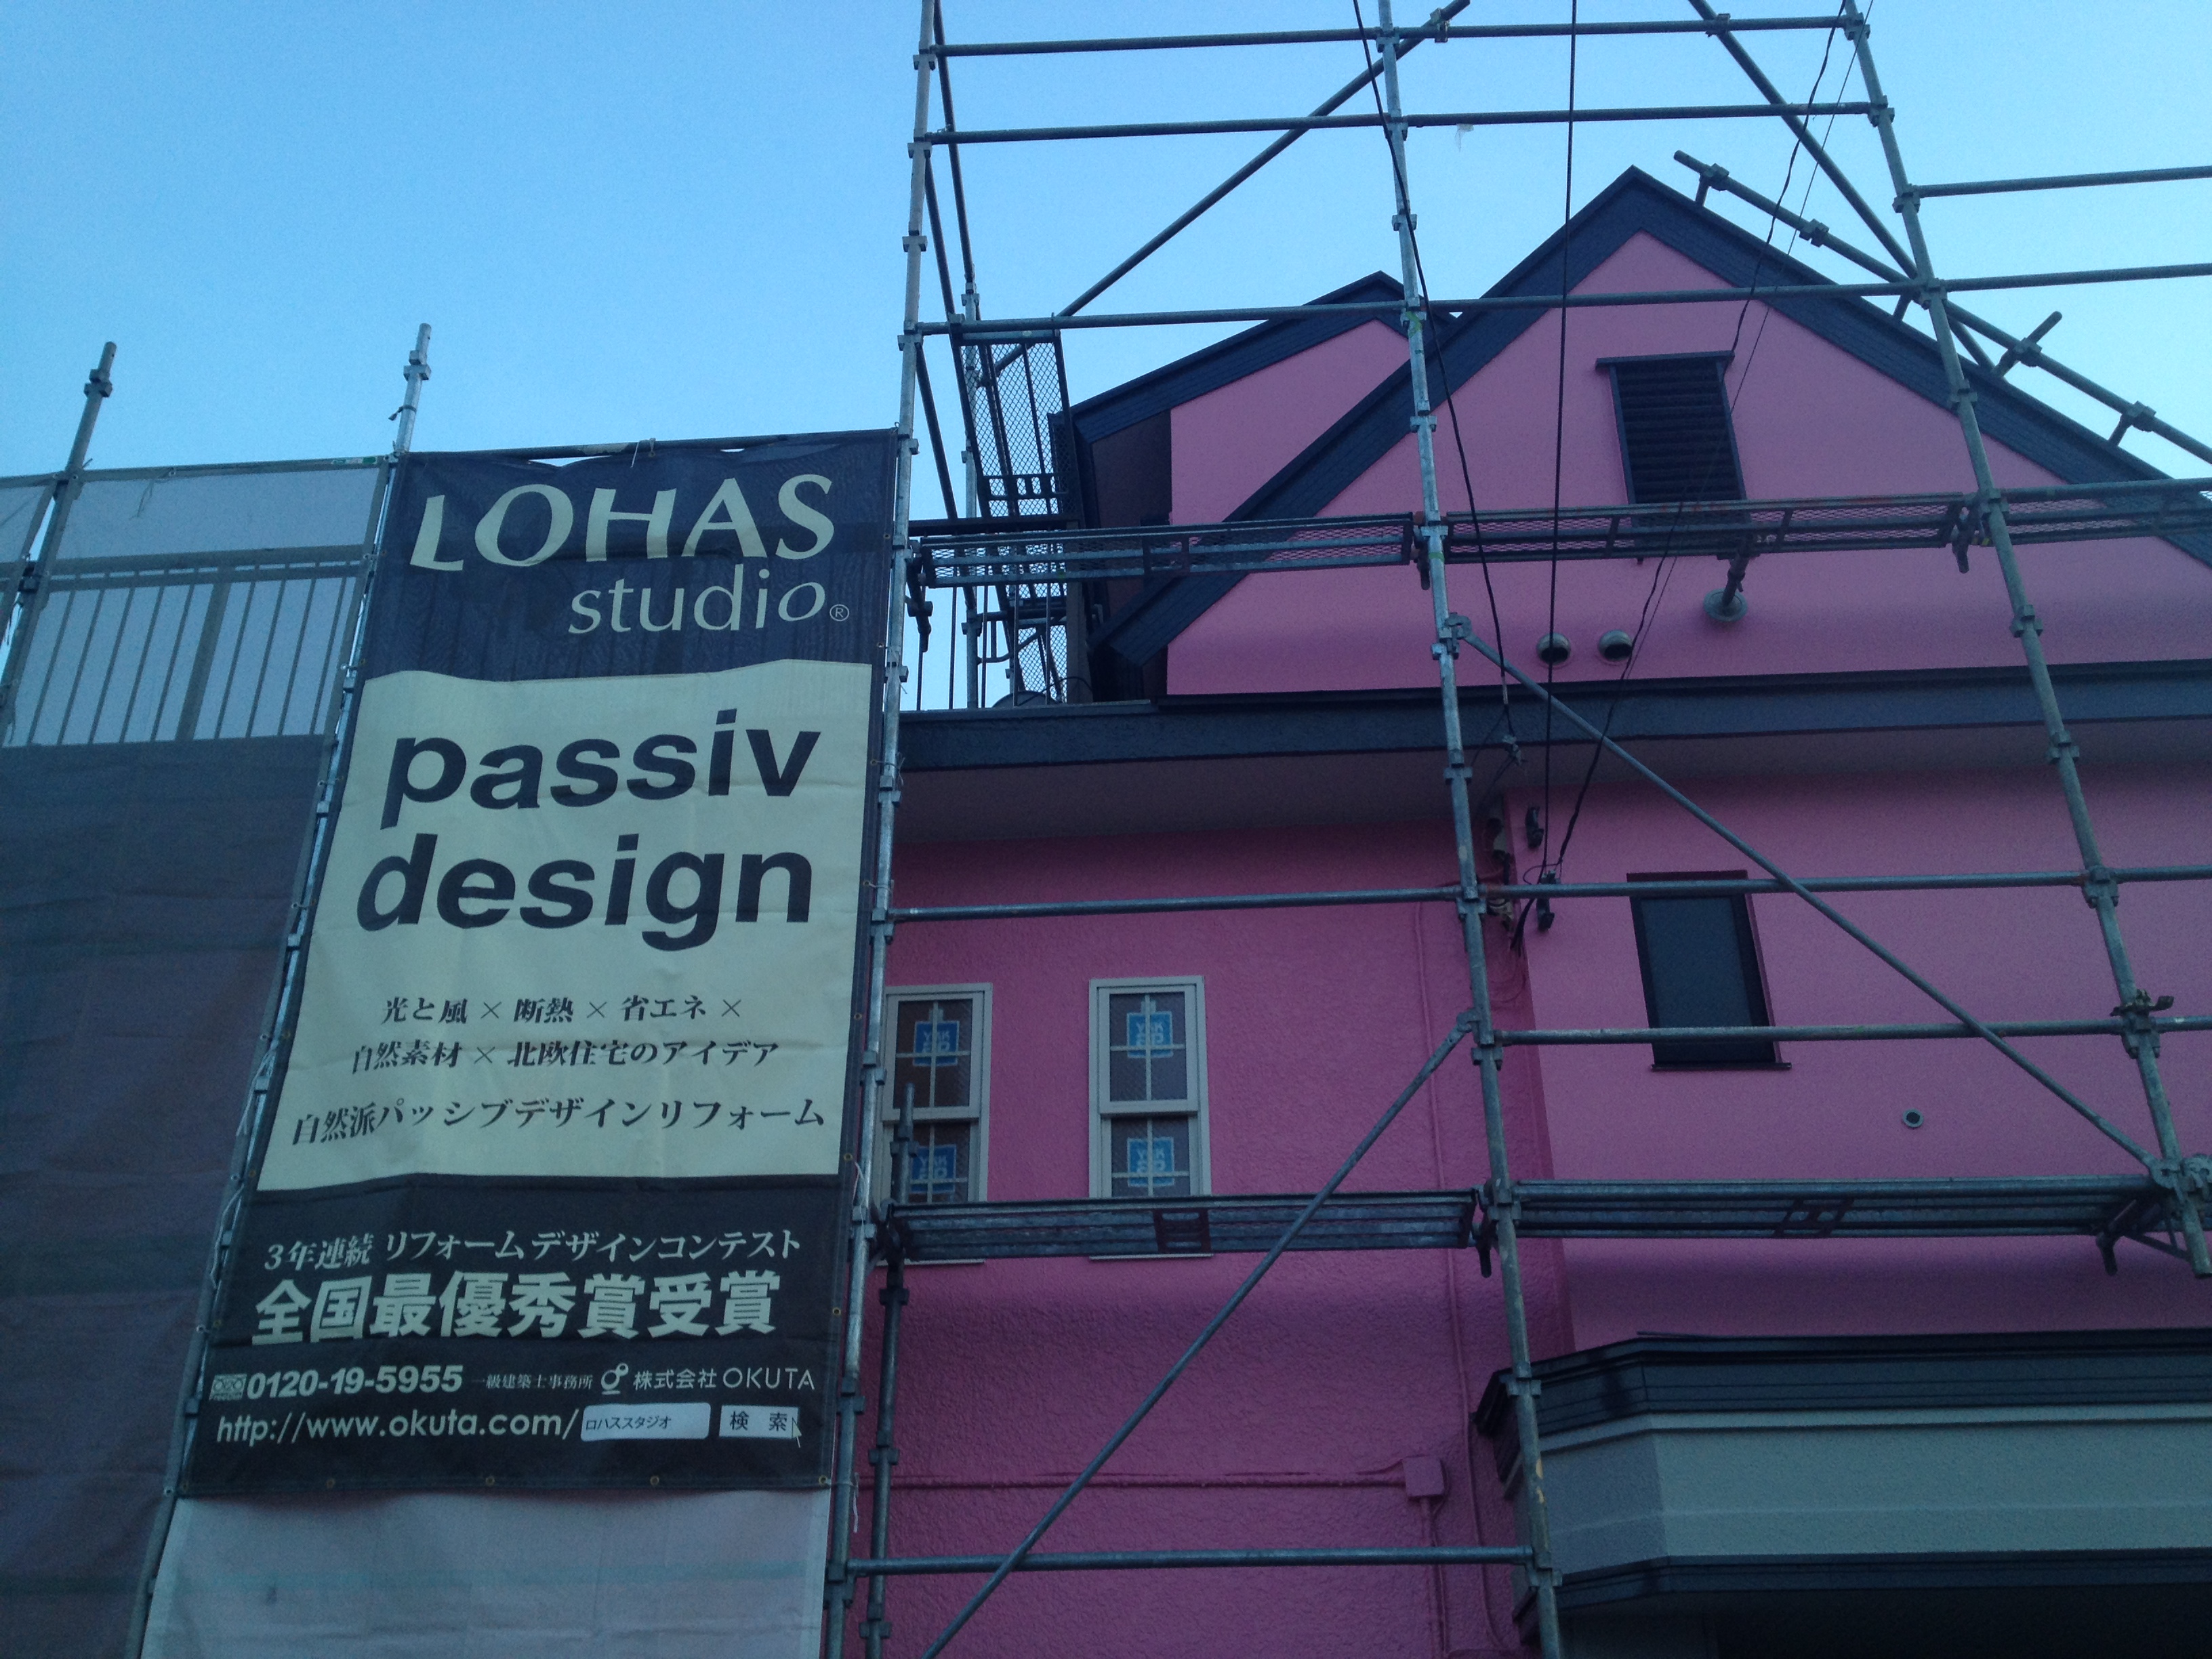 LOHAS
studio®
passiv
design
光と風 × 断熱 × 省エネ ×
自然素材 × 北欧住宅のアイデア
自然派パッシブデザインリフォーム
3年連続 リフォームデザインコンテスト
全国最優秀賞受賞
0120-19-5955 一級建築士事務所 株式会社OKUTA
http://www.okuta.com/ ロハススタジオ 検 索